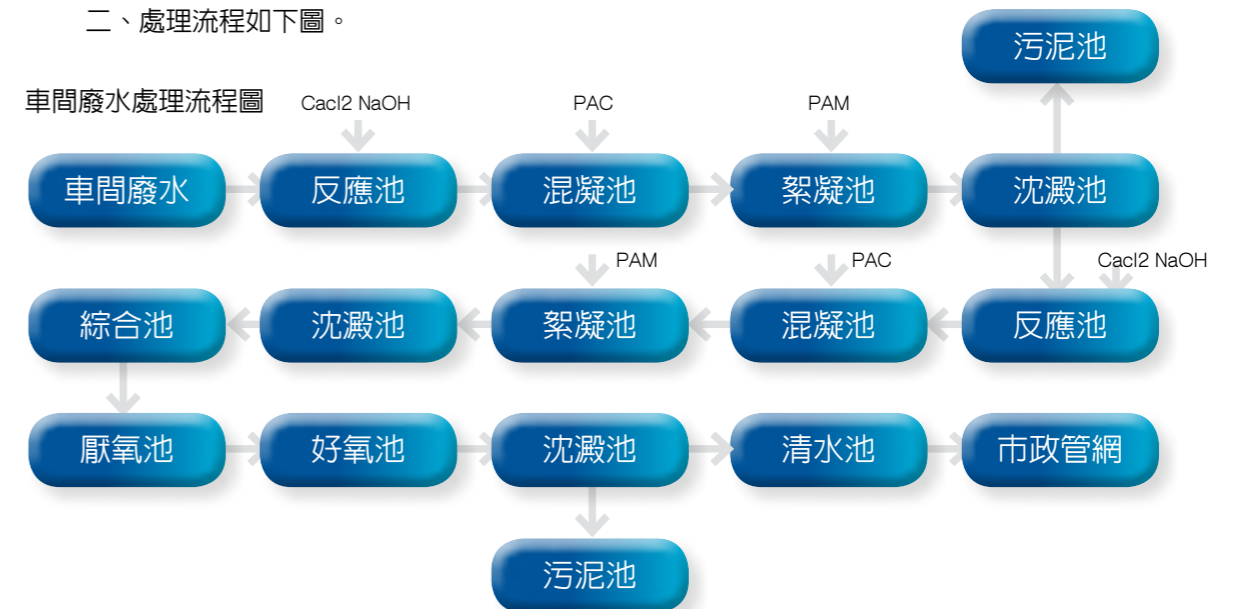 二、處理流程如下圖。
污泥池
車間廢水處理流程圖
Cacl2 NaOH
PAC
PAM
車間廢水
反應池
混凝池
絮凝池
沈澱池
PAM
PAC
Cacl2 NaOH
綜合池
沈澱池
絮凝池
混凝池
反應池
厭氧池
好氧池
沈澱池
清水池
市政管網
污泥池